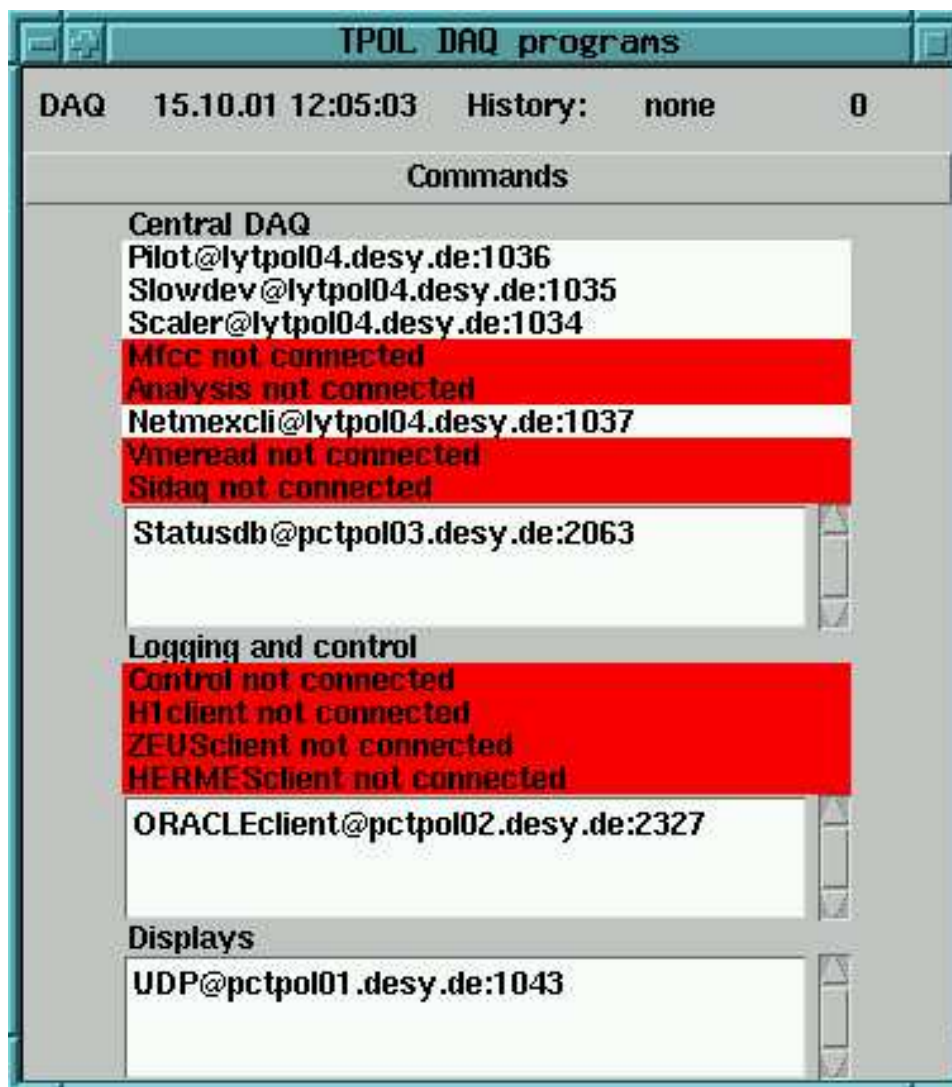 TPOL DAQ programs
DAQ 15.10.01 12:05:03 History: none 0
Commands
Central DAQ
Pilot@lytpol04.desy.de:1036
Slowdev@lytpol04.desy.de:1035
Scaler@lytpol04.desy.de:1034
Mfcc not connected
Analysis not connected
Netmexcli@lytpol04.desy.de:1037
Vmeread not connected
Sidaq not connected
Statusdb@pctpol03.desy.de:2063
Logging and control
Control not connected
H1client not connected
ZEUSclient not connected
HERMESclient not connected
ORACLEclient@pctpol02.desy.de:2327
Displays
UDP@pctpol01.desy.de:1043